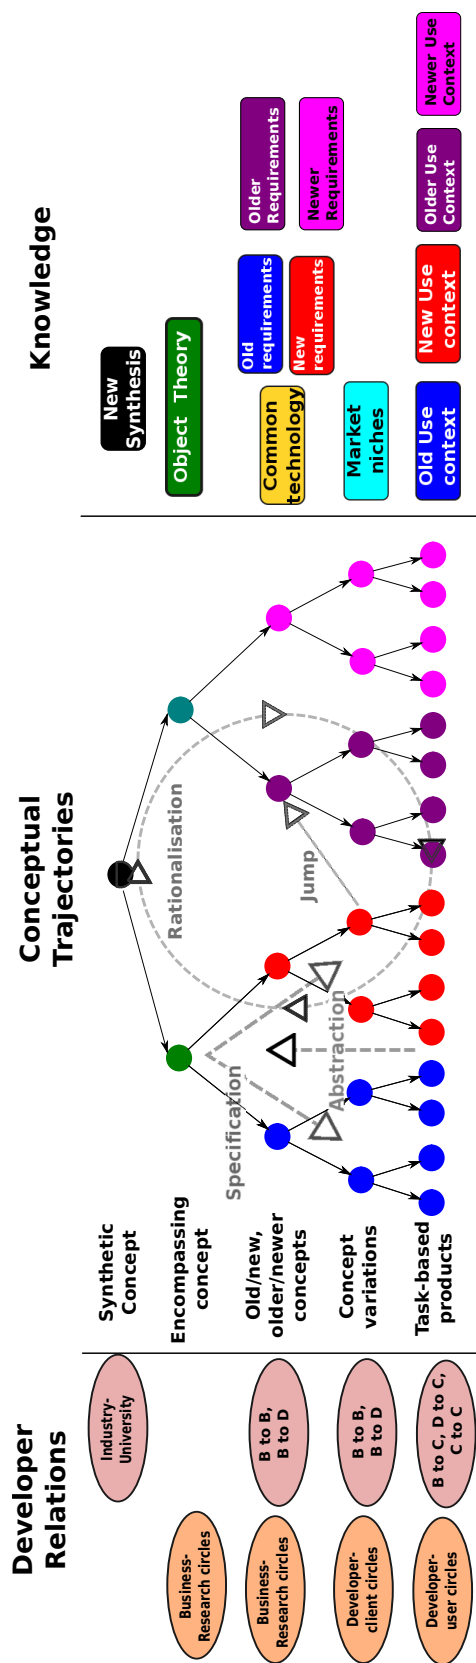 Developer
Relations
Conceptual
Trajectories
Knowledge
Industry-
University
Synthetic
Concept
New
Synthesis
Business-
Research circles
Encompassing
concept
Object Theory
Business-
Research circles
B to B,
B to D
Old/new,
older/newer
concepts
Common
technology
Old
requirements
New
requirements
Older
Requirements
Newer
Requirements
Developer-
client circles
B to B,
B to D
Concept
variations
Market
niches
Developer-
user circles
B to C, D to C,
C to C
Task-based
products
Old Use
context
New Use
context
Older Use
Context
Newer Use
Context
Specification
Abstraction
Rationalisation
Jump